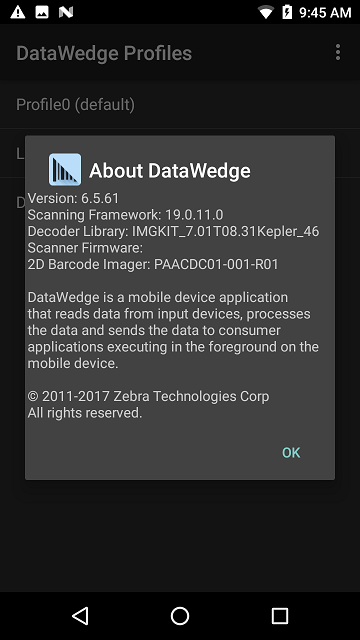 9:45 AM
DataWedge Profiles
Profile0 (default)
L
D
About DataWedge
Version: 6.5.61
Scanning Framework: 19.0.11.0
Decoder Library: IMGKIT_7.01T08.31Kepler_46
Scanner Firmware:
2D Barcode Imager: PAACDC01-001-R01
DataWedge is a mobile device application
that reads data from input devices, processes
the data and sends the data to consumer
applications executing in the foreground on the
mobile device.
© 2011-2017 Zebra Technologies Corp
All rights reserved.
OK